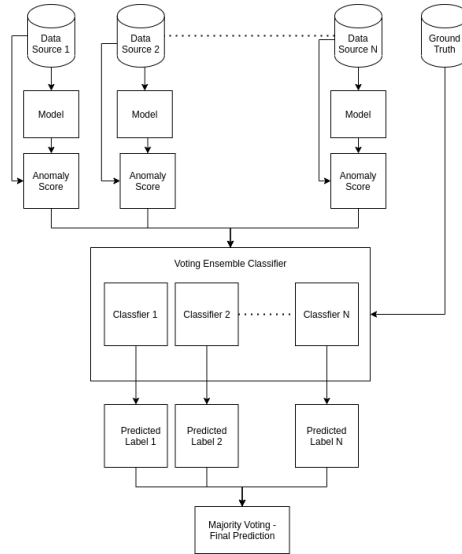 Data
Source 1
Data
Source 2
Data
Source N
Ground
Truth
Model
Model
Model
Anomaly
Score
Anomaly
Score
Anomaly
Score
Voting Ensemble Classifier
Classfier 1
Classifier 2
Classfier N
Predicted
Label 1
Predicted
Label 2
Predicted
Label N
Majority Voting -
Final Prediction